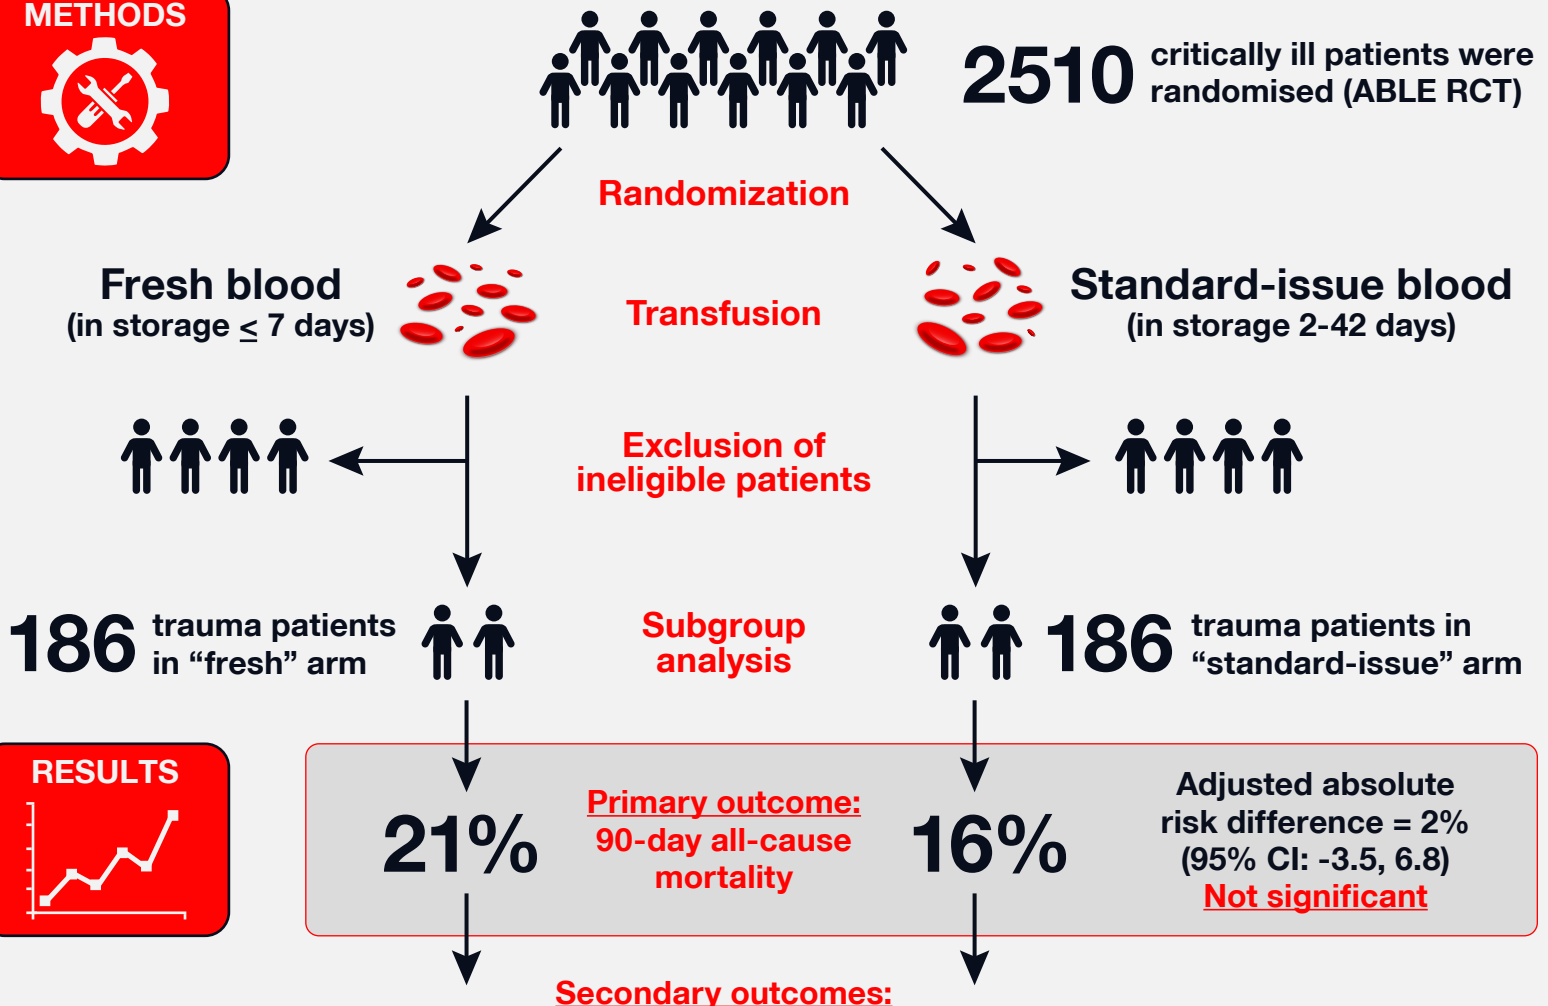 METHODS
2510
critically ill patients were
randomised (ABLE RCT)
Randomization
Fresh blood
(in storage ≤ 7 days)
Transfusion
Standard-issue blood
(in storage 2-42 days)
Exclusion of
ineligible patients
186
trauma patients
in “fresh” arm
Subgroup
analysis
186
trauma patients in
“standard-issue” arm
RESULTS
21%
Primary outcome:
90-day all-cause
mortality
16%
Adjusted absolute
risk difference = 2%
(95% CI: -3.5, 6.8)
Not significant
Secondary outcomes: